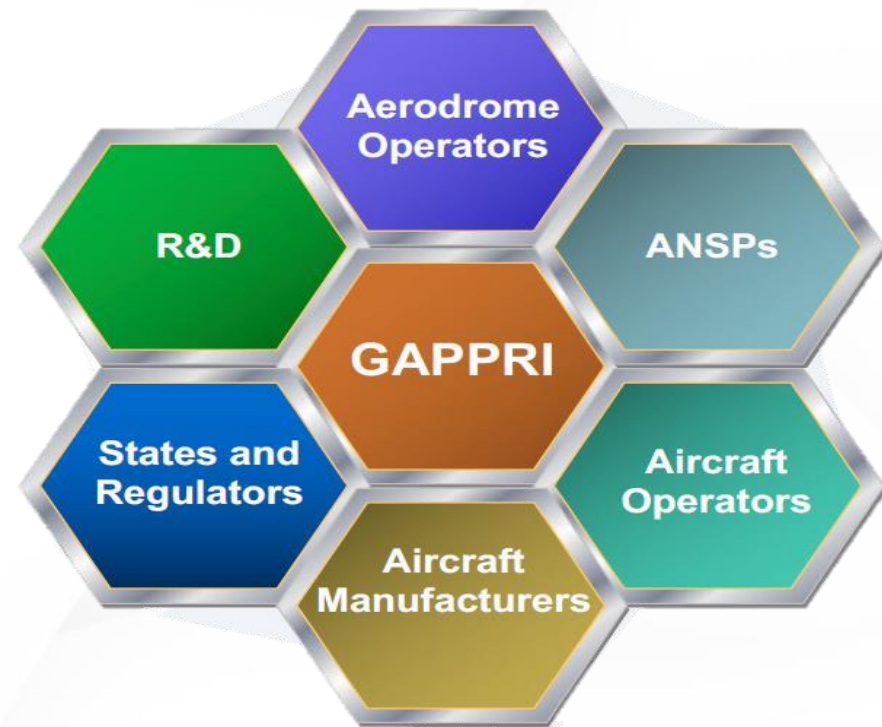 Aerodrome
Operators
R&D
ANSPs
GAPPRI
States and
Regulators
Aircraft
Operators
Aircraft
Manufacturers